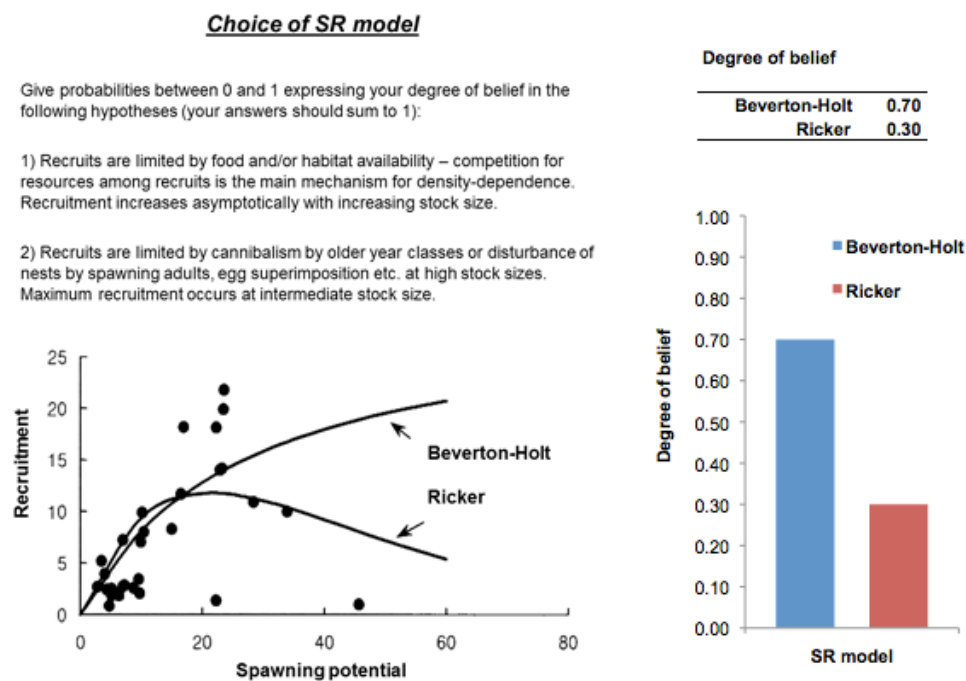 Choice of SR model
Give probabilities between 0 and 1 expressing your degree of belief in the
following hypotheses (your answers should sum to 1):
1) Recruits are limited by food and/or habitat availability – competition for
resources among recruits is the main mechanism for density-dependence.
Recruitment increases asymptotically with increasing stock size.
2) Recruits are limited by cannibalism by older year classes or disturbance of
nests by spawning adults, egg superimposition etc. at high stock sizes.
Maximum recruitment occurs at intermediate stock size.
25
20
15
10
5
0
Recruitment
Beverton-Holt
Ricker
0 20 40 60 80
Spawning potential
Degree of belief
Beverton-Holt 0.70
Ricker 0.30
1.00
0.90
0.80
0.70
0.60
0.50
0.40
0.30
0.20
0.10
0.00
Degree of belief
Beverton-Holt
Ricker
SR model